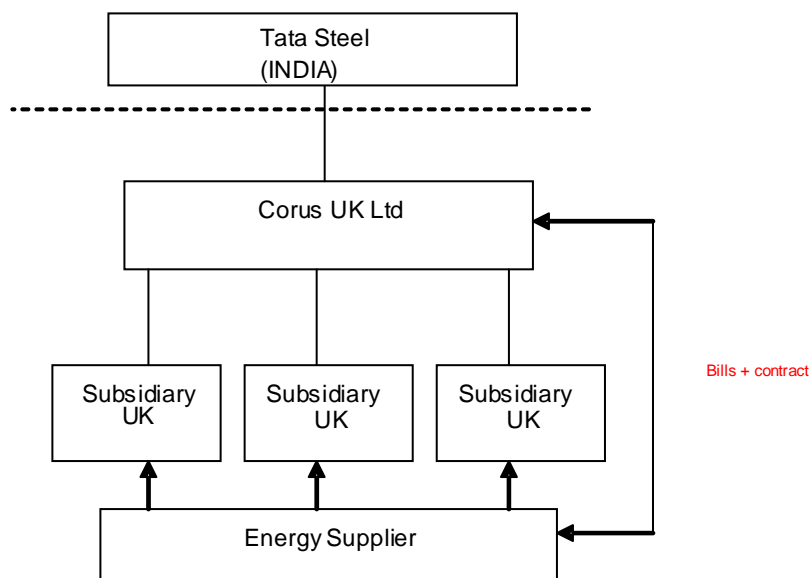 Tata Steel
(INDIA)
Corus UK Ltd
Bills + contract
Subsidiary
UK
Subsidiary
UK
Subsidiary
UK
Energy Supplier